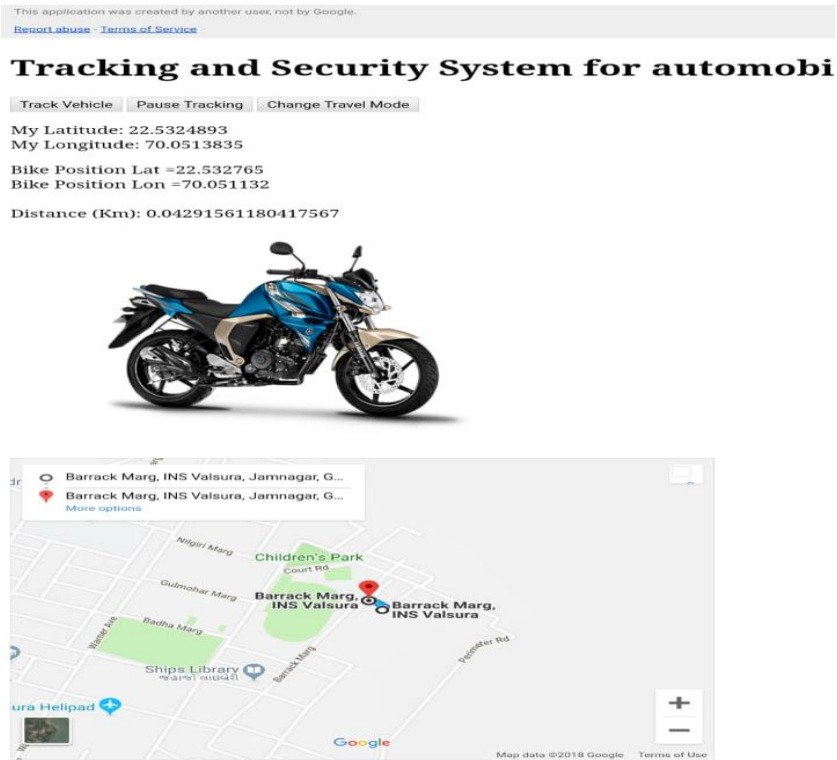 This application was created by another user, not by Google.
Report abuse - Terms of Service
Tracking and Security System for automobi
Track Vehicle Pause Tracking Change Travel Mode
My Latitude: 22.5324893
My Longitude: 70.0513835
Bike Position Lat =22.532765
Bike Position Lon =70.051132
Distance (Km): 0.04291561180417567
Barrack Marg, INS Valsura, Jamnagar, G...
Barrack Marg, INS Valsura, Jamnagar, G...
More options
Nilgiri Marg
Children's Park
Court Rd
Gulmohar Marg
Barrack Marg,
INS Valsura
Barrack Marg,
INS Valsura
Warner Ave
Badha Marg
Barrack Marg
Perimeter Rd
Ships Library
ura Helipad
Google
Map data ©2018 Google Terms of Use